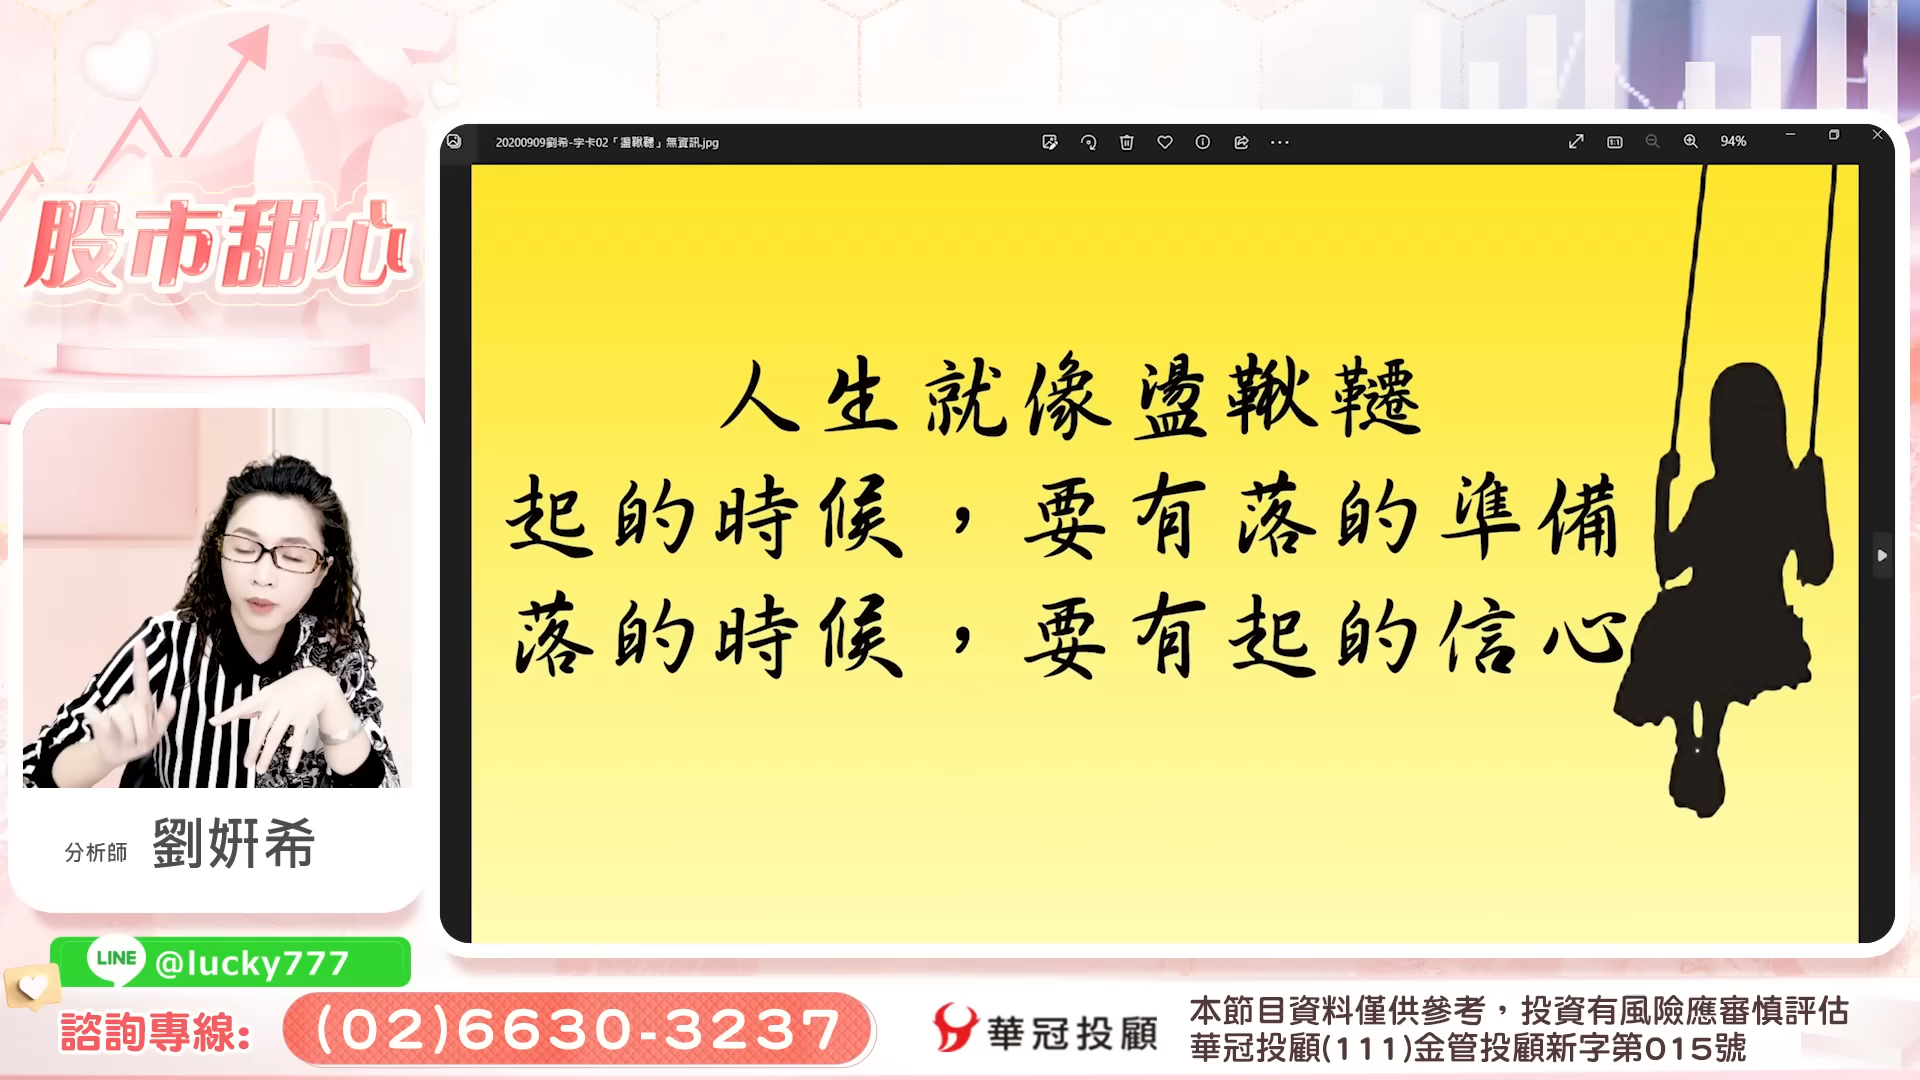 股市甜心
20200909劉希-字卡02「盪鞦韆」無資訊.jpg
94%
人生就像盪鞦韆
起的時候，要有落的準備
落的時候，要有起的信心
分析師 劉妍希
LINE @lucky777
諮詢專線: (02)6630-3237
華冠投顧
本節目資料僅供參考，投資有風險應審慎評估
華冠投顧(111)金管投顧新字第015號